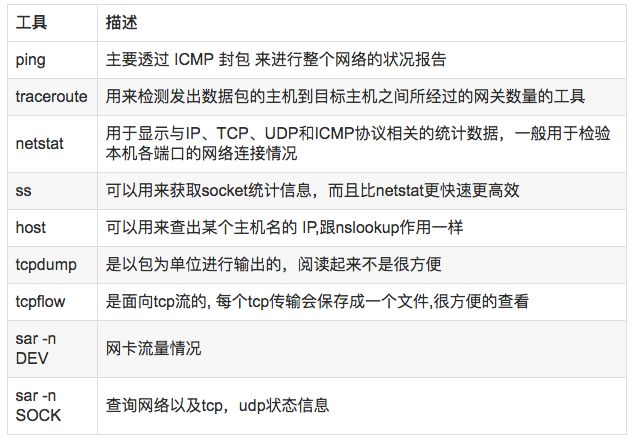 工具 描述
ping 主要透过 ICMP 封包 来进行整个网络的状况报告
traceroute 用来检测发出数据包的主机到目标主机之间所经过的网关数量的工具
netstat 用于显示与IP、TCP、UDP和ICMP协议相关的统计数据，一般用于检验
本机各端口的网络连接情况
ss 可以用来获取socket统计信息，而且比netstat更快速更高效
host 可以用来查出某个主机名的 IP,跟nslookup作用一样
tcpdump 是以包为单位进行输出的，阅读起来不是很方便
tcpflow 是面向tcp流的, 每个tcp传输会保存成一个文件,很方便的查看
sar -n
DEV 网卡流量情况
sar -n
SOCK 查询网络以及tcp，udp状态信息